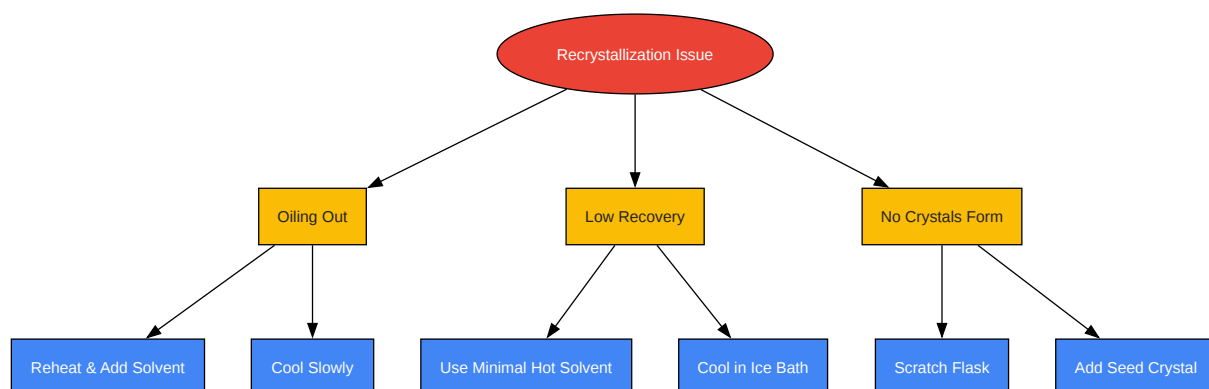 Recrystallization Issue
Oiling Out
Low Recovery
No Crystals Form
Reheat & Add Solvent
Cool Slowly
Use Minimal Hot Solvent
Cool in Ice Bath
Scratch Flask
Add Seed Crystal